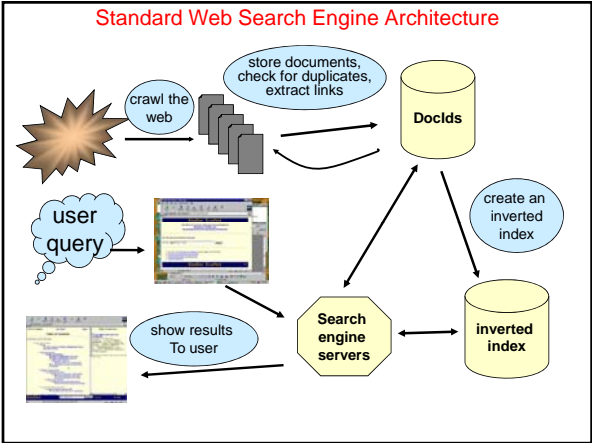 Standard Web Search Engine Architecture
store documents,
check for duplicates,
extract links
crawl the
web
DocIds
create an
inverted
index
user
query
Search
engine
servers
inverted
index
show results
To user